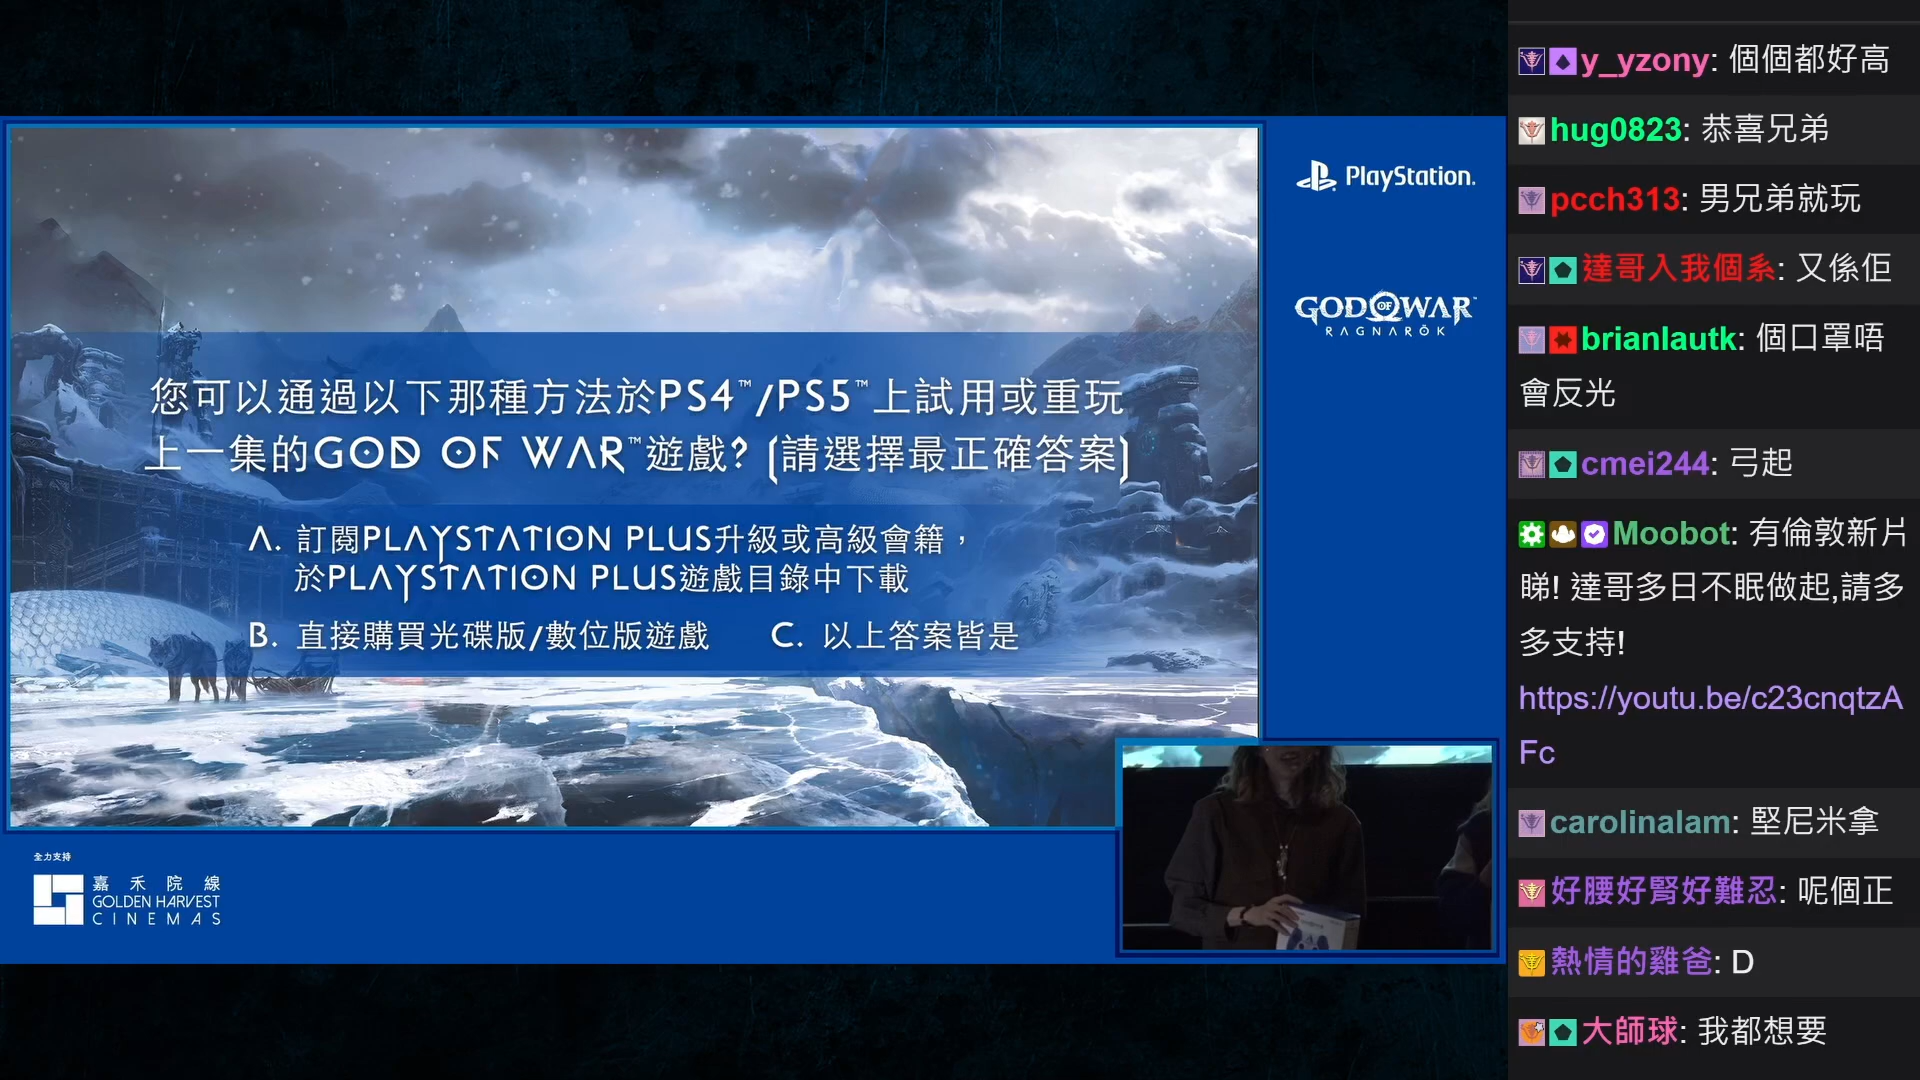 您可以通過以下那種方法於PS4™/PS5™上試用或重玩
上一集的GOD OF WAR™遊戲? (請選擇最正確答案)
A. 訂閱PLAYSTATION PLUS升級或高級會籍，
於PLAYSTATION PLUS遊戲目錄中下載
B. 直接購買光碟版/數位版遊戲 C. 以上答案皆是
PlayStation.
GOD OF WAR™
RAGNARÖK
全力支持
嘉禾院線
GOLDEN HARVEST
CINEMAS
y_yzony: 個個都好高
hug0823: 恭喜兄弟
pcch313: 男兄弟就玩
達哥入我個系: 又係佢
brianlautk: 個口罩唔
會反光
cmei244: 弓起
Moobot: 有倫敦新片
睇! 達哥多日不眠做起,請多
多支持!
https://youtu.be/c23cnqtzA
Fc
carolinalam: 堅尼米拿
好腰好腎好難忍: 呢個正
熱情的雞爸: D
大師球: 我都想要